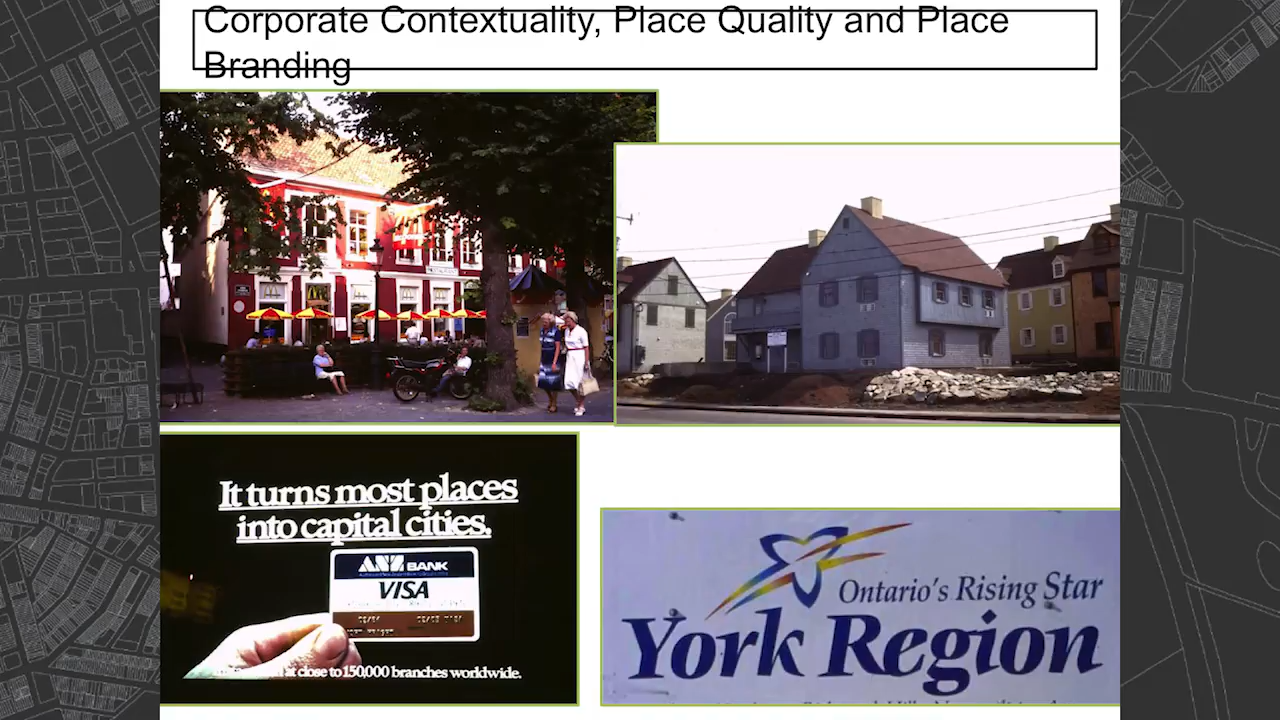 Corporate Contextuality, Place Quality and Place
Branding
It turns most places
into capital cities.
ANZ BANK
VISA
at close to 150,000 branches worldwide.
Ontario's Rising Star
York Region